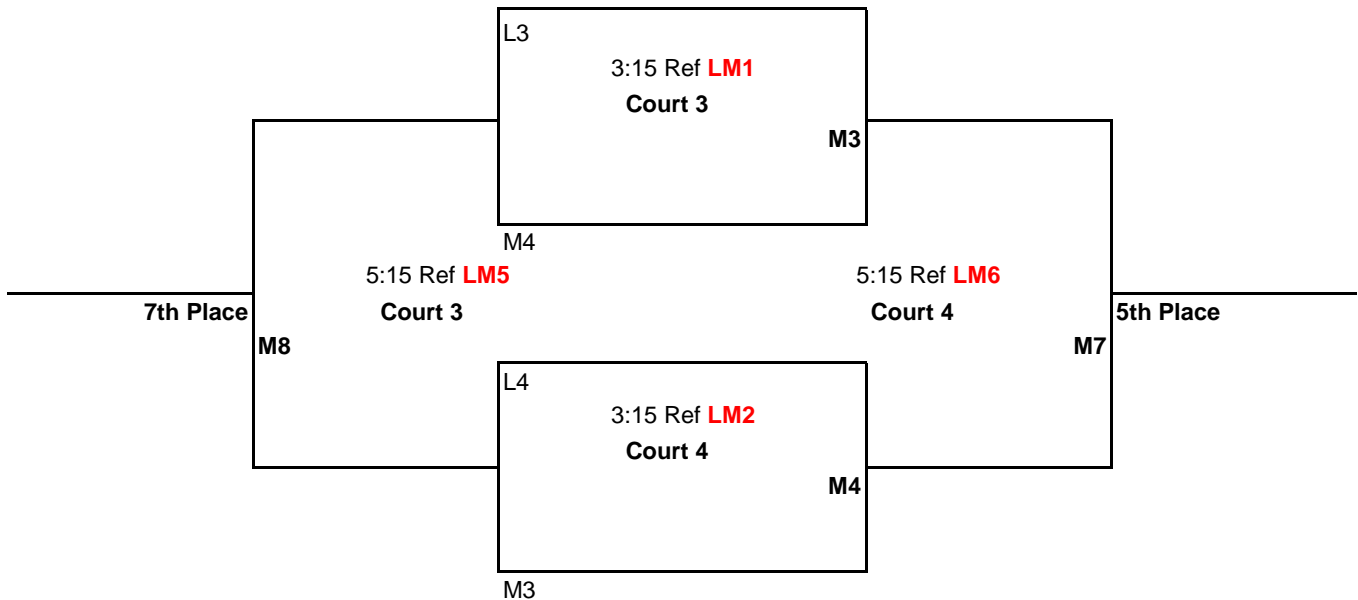 L3
3:15 Ref LM1
Court 3
M3
M4
5:15 Ref LM5
Court 3
5:15 Ref LM6
Court 4
7th Place
5th Place
M8
M7
L4
3:15 Ref LM2
Court 4
M4
M3